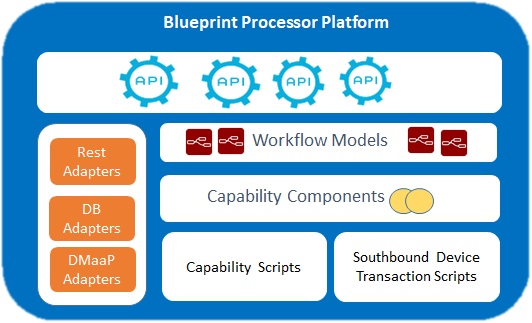 Blueprint Processor Platform
API
API
API
API
Rest
Adapters
DB
Adapters
DMaaP
Adapters
Workflow Models
Capability Components
Capability Scripts
Southbound Device
Transaction Scripts